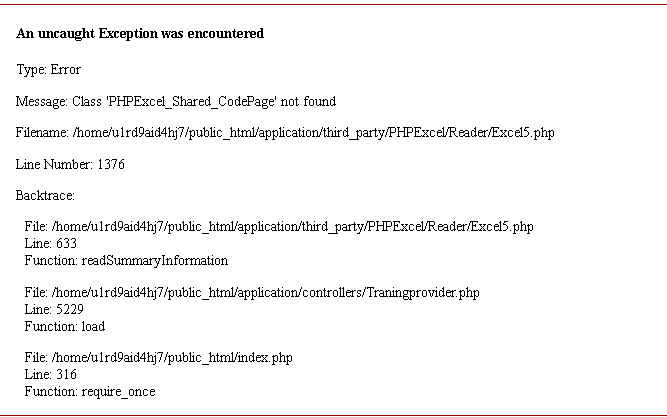 An uncaught Exception was encountered
Type: Error
Message: Class 'PHPExcel_Shared_CodePage' not found
Filename: /home/u1rd9aid4hj7/public_html/application/third_party/PHPExcel/Reader/Excel5.php
Line Number: 1376
Backtrace:
File: /home/u1rd9aid4hj7/public_html/application/third_party/PHPExcel/Reader/Excel5.php
Line: 633
Function: readSummaryInformation
File: /home/u1rd9aid4hj7/public_html/application/controllers/Traningprovider.php
Line: 5229
Function: load
File: /home/u1rd9aid4hj7/public_html/index.php
Line: 316
Function: require_once